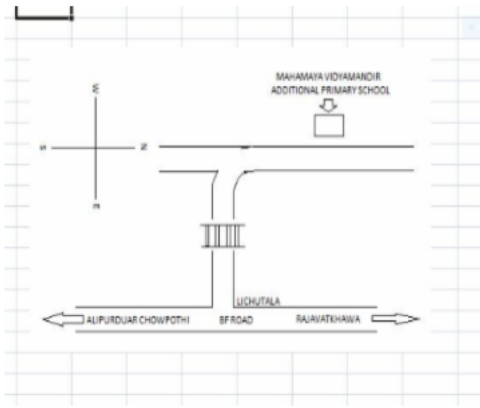 MAHAMAYA VIDYAMANDIR
ADDITIONAL PRIMARY SCHOOL
W
S
N
E
LICHUTALA
ALIPURDUAR CHOWPOTHI BF ROAD RAJAVATKHAWA